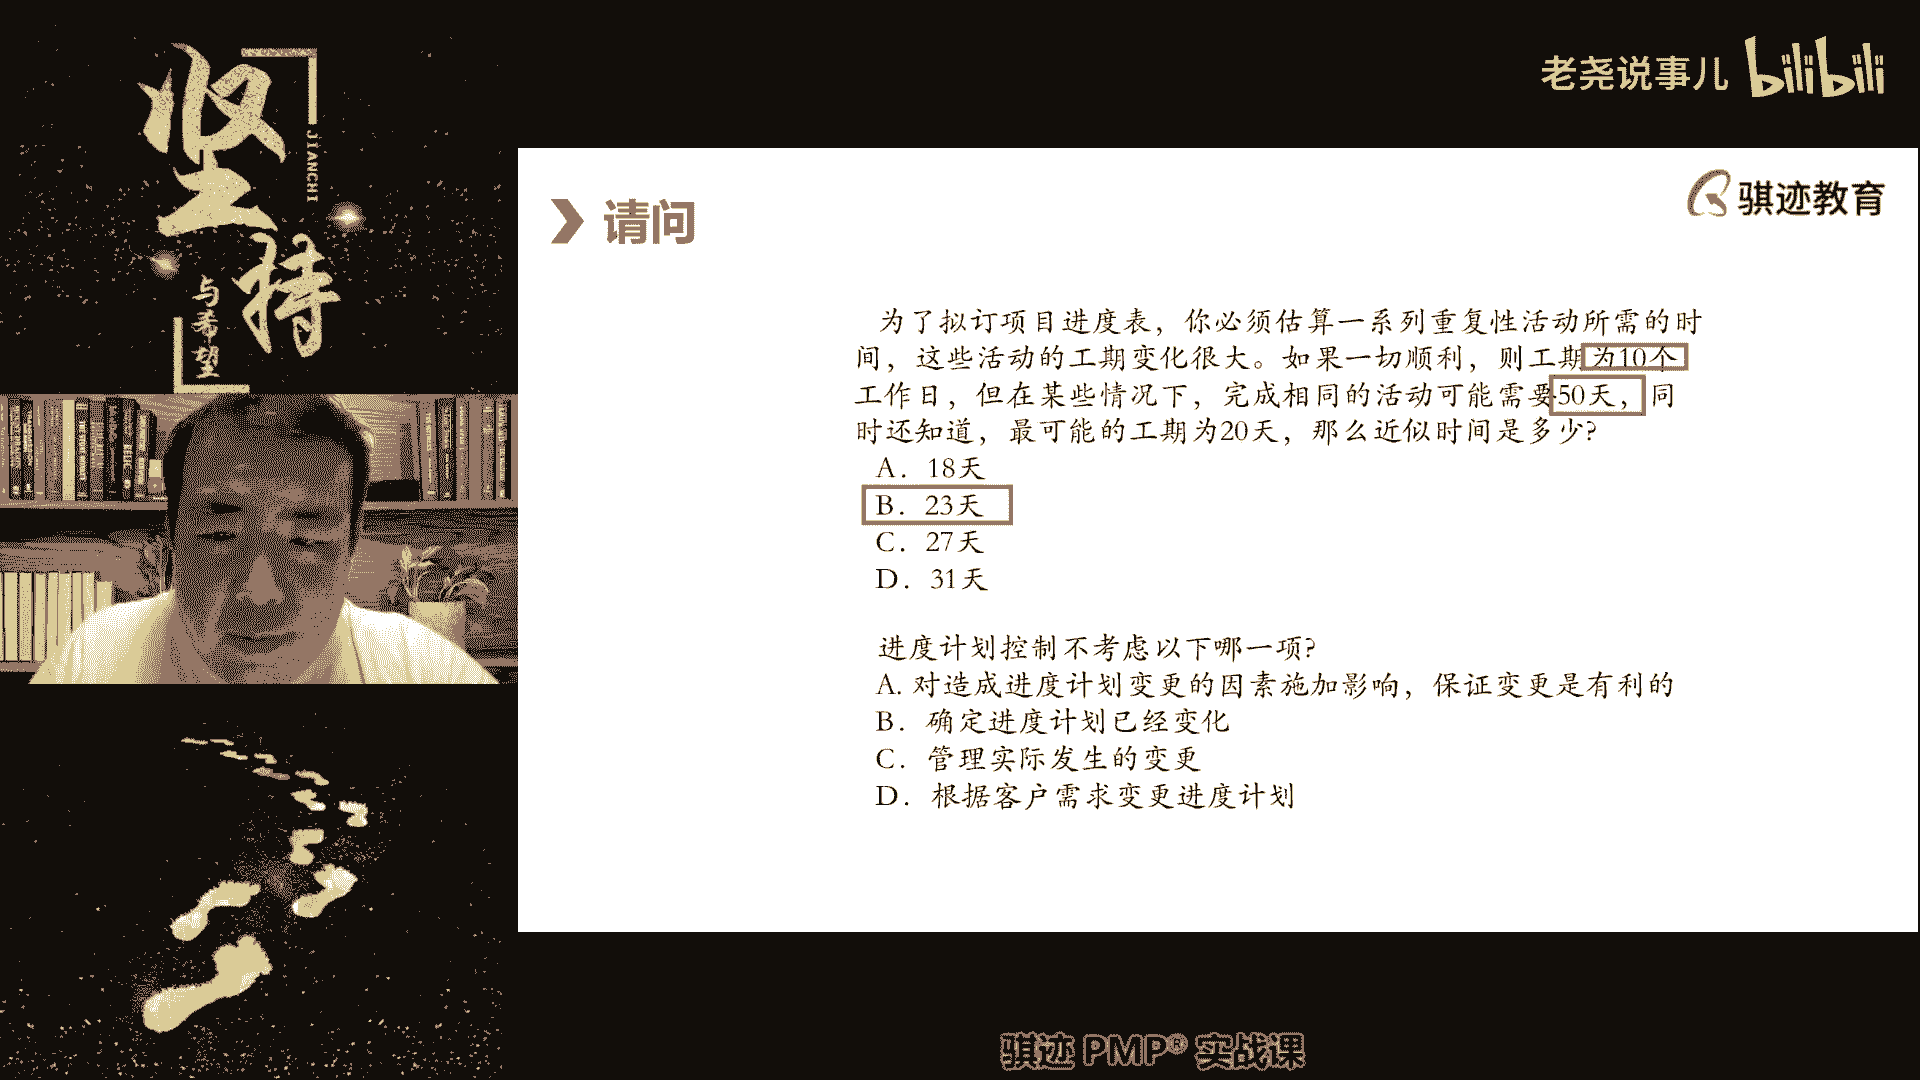 坚持
JIANCHI
与希望
老尧说事儿 bilibili
骐迹教育
请问
为了拟订项目进度表，你必须估算一系列重复性活动所需的时
间，这些活动的工期变化很大。如果一切顺利，则工期为10个
工作日，但在某些情况下，完成相同的活动可能需要50天，同
时还知道，最可能的工期为20天，那么近似时间是多少?
A．18天
B．23天
C．27天
D．31天
进度计划控制不考虑以下哪一项?
A. 对造成进度计划变更的因素施加影响，保证变更是有利的
B．确定进度计划已经变化
C．管理实际发生的变更
D．根据客户需求变更进度计划
骐迹 PMP® 实战课